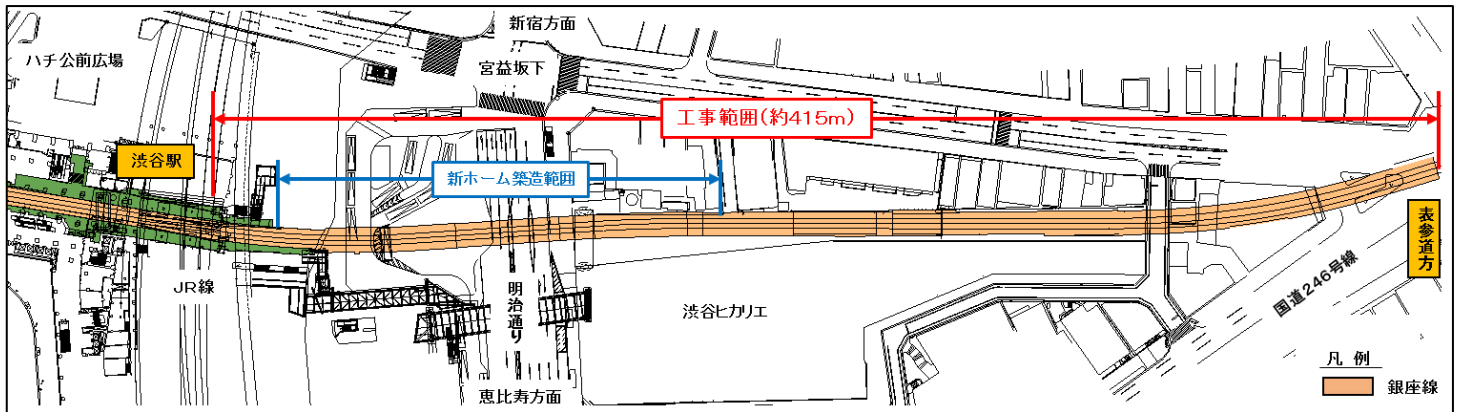 新宿方面
ハチ公前広場
宮益坂下
工事範囲(約415m)
渋谷駅
新ホーム築造範囲
表参道方
JR線
明治通り
渋谷ヒカリエ
国道246号線
恵比寿方面
凡 例
銀座線